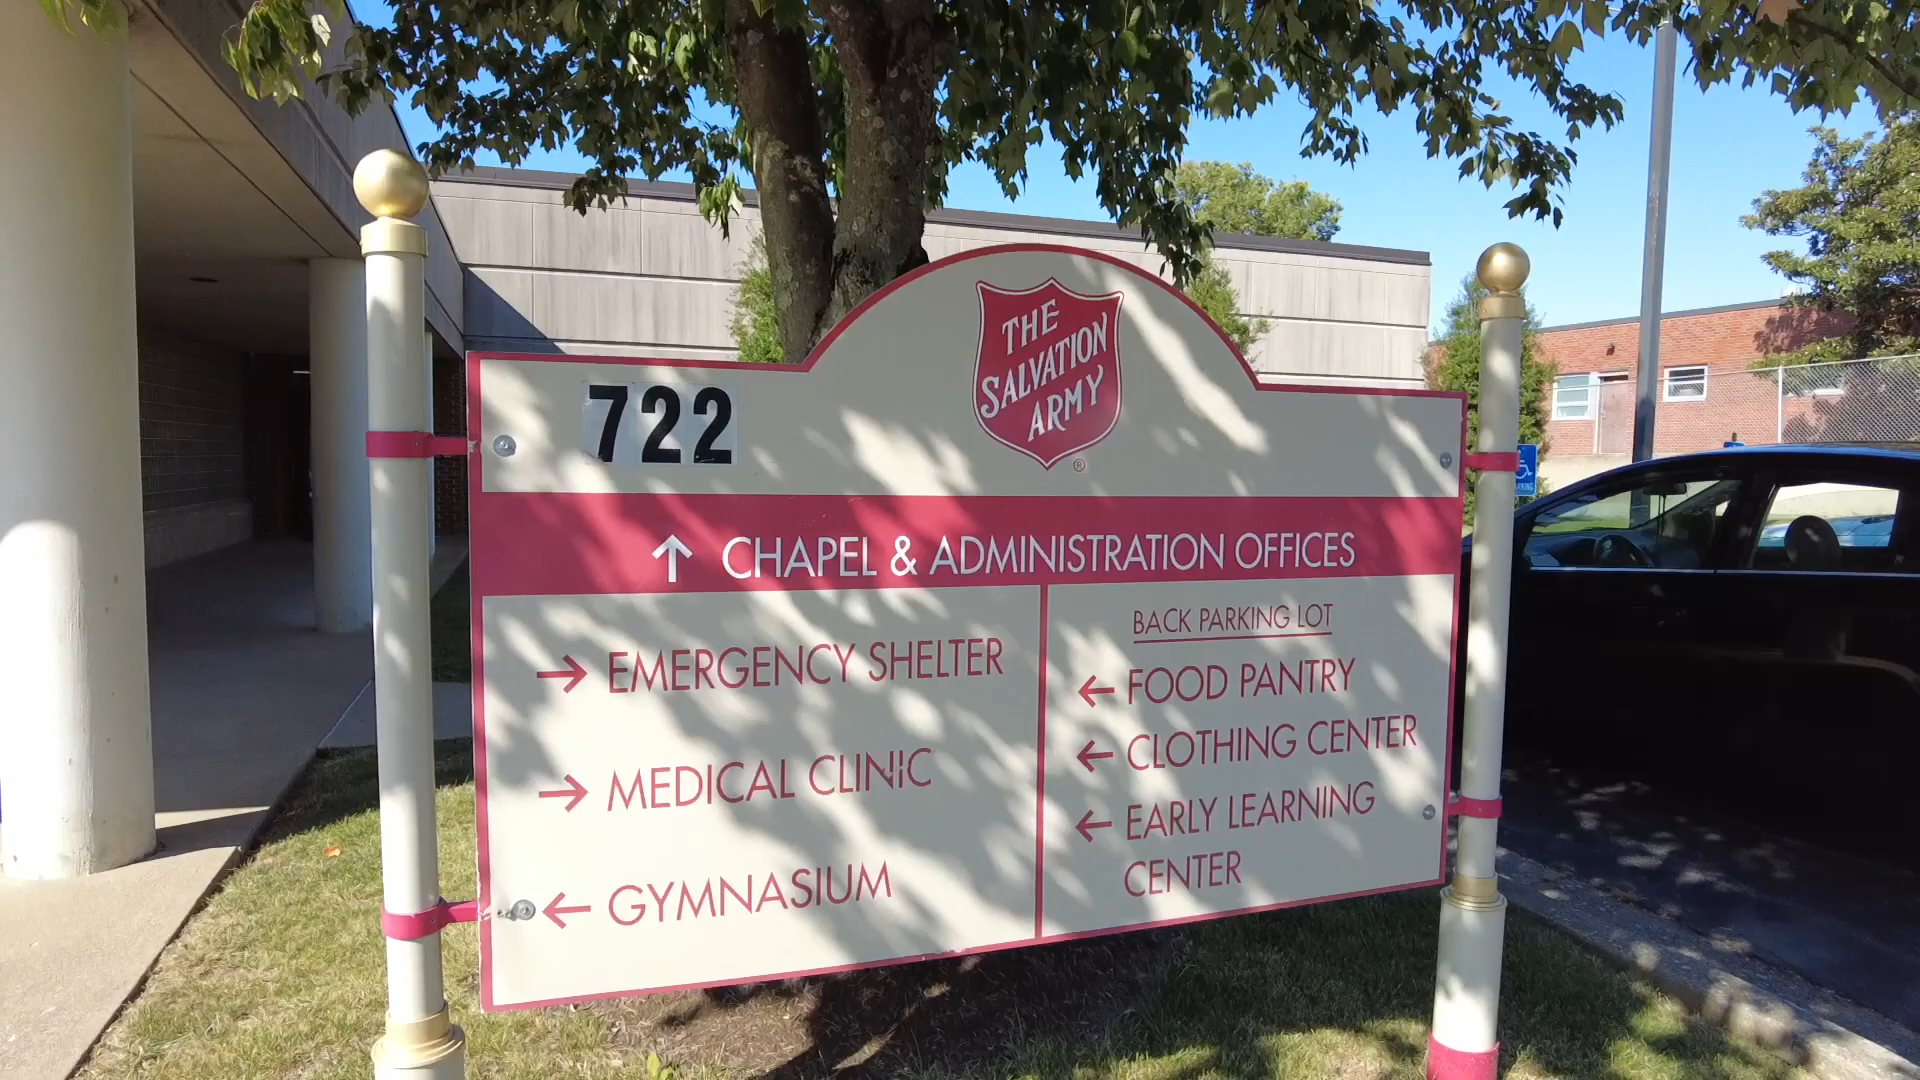 722
THE
SALVATION
ARMY
®
↑ CHAPEL & ADMINISTRATION OFFICES
→ EMERGENCY SHELTER
→ MEDICAL CLINIC
← GYMNASIUM
BACK PARKING LOT
← FOOD PANTRY
← CLOTHING CENTER
← EARLY LEARNING
CENTER